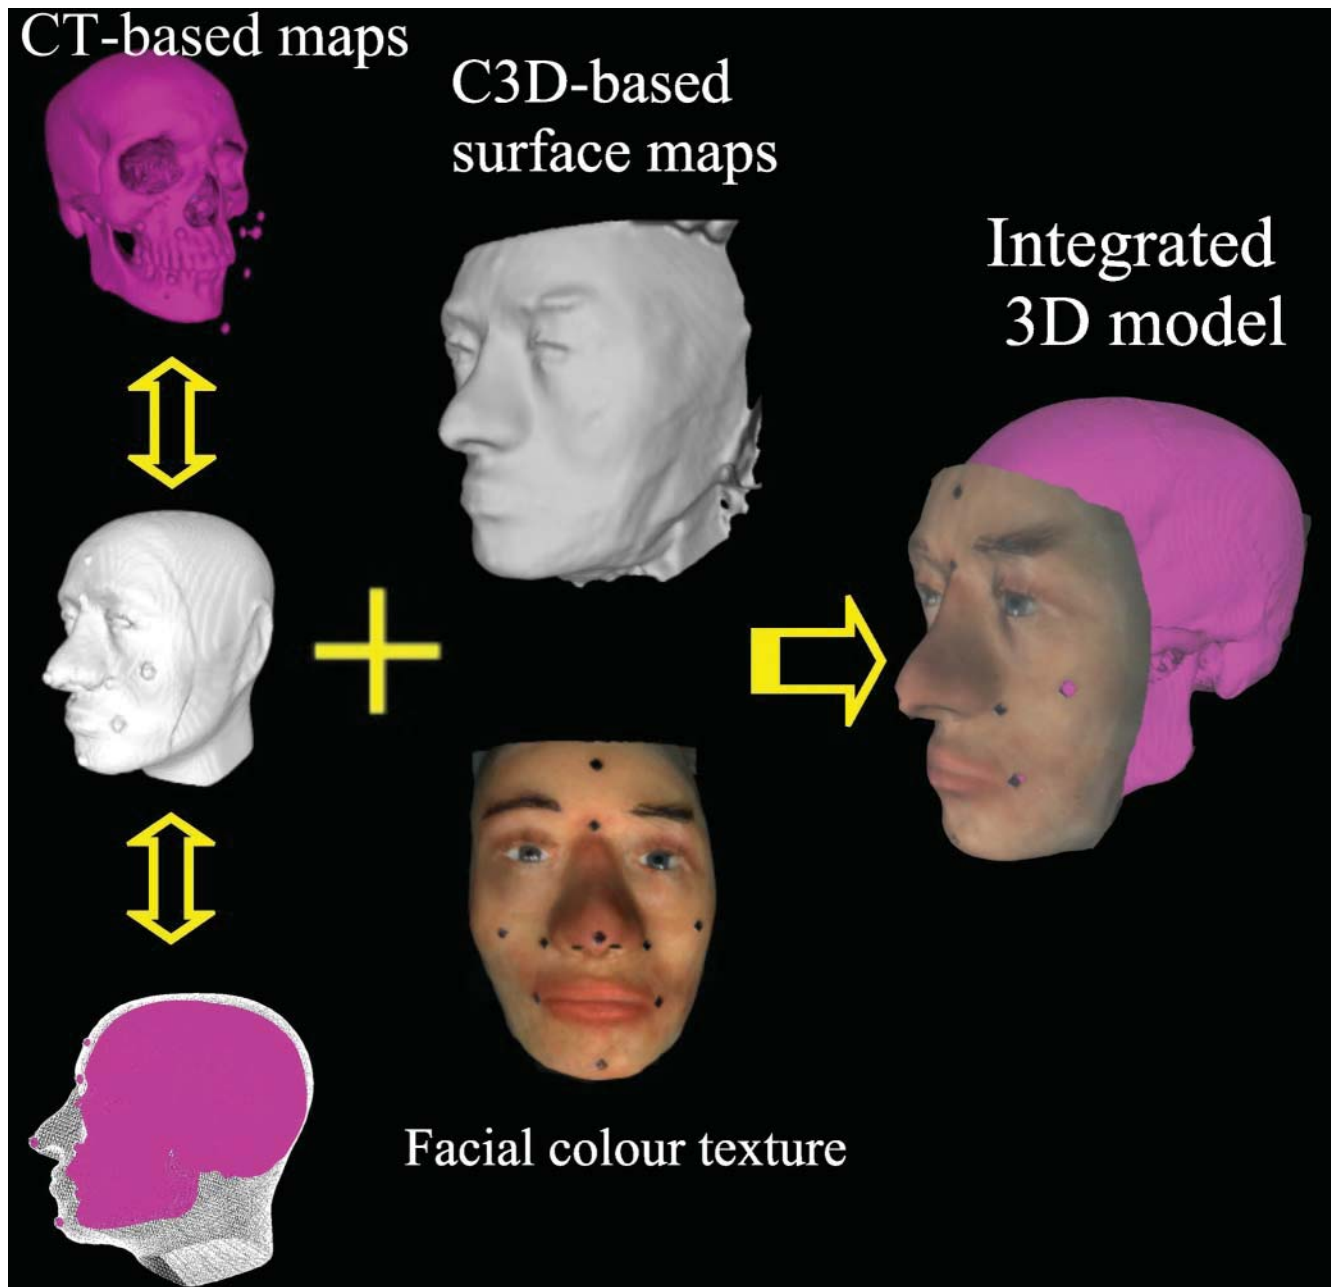 CT-based maps
C3D-based
surface maps
Integrated
3D model
Facial colour texture